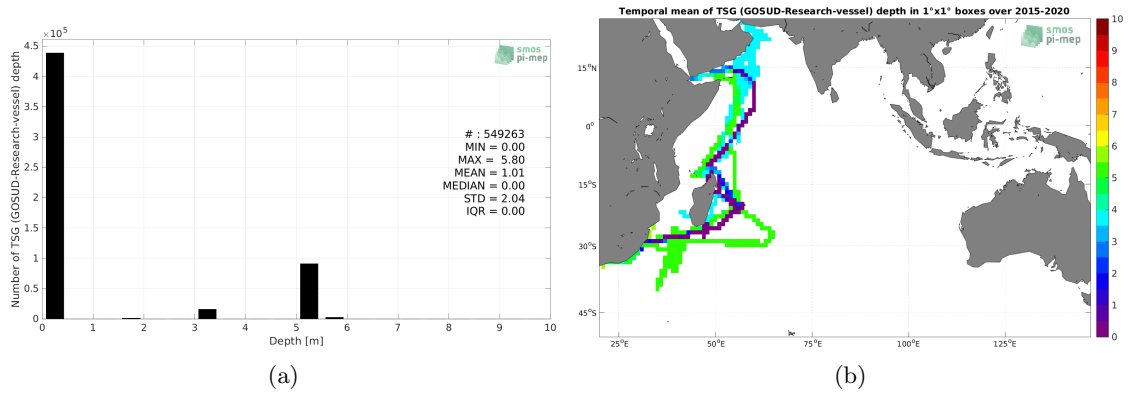 ×10⁵
4.5
4
3.5
3
2.5
2
1.5
1
0.5
0
Number of TSG (GOSUD-Research-vessel) depth
smos
pi-mep
# : 549263
MIN = 0.00
MAX = 5.80
MEAN = 1.01
MEDIAN = 0.00
STD = 2.04
IQR = 0.00
0 1 2 3 4 5 6 7 8 9 10
Depth [m]
(a)
Temporal mean of TSG (GOSUD-Research-vessel) depth in 1°x1° boxes over 2015-2020
smos
pi-mep
15°N
0°
15°S
30°S
45°S
25°E 50°E 75°E 100°E 125°E
10
9
8
7
6
5
4
3
2
1
0
(b)